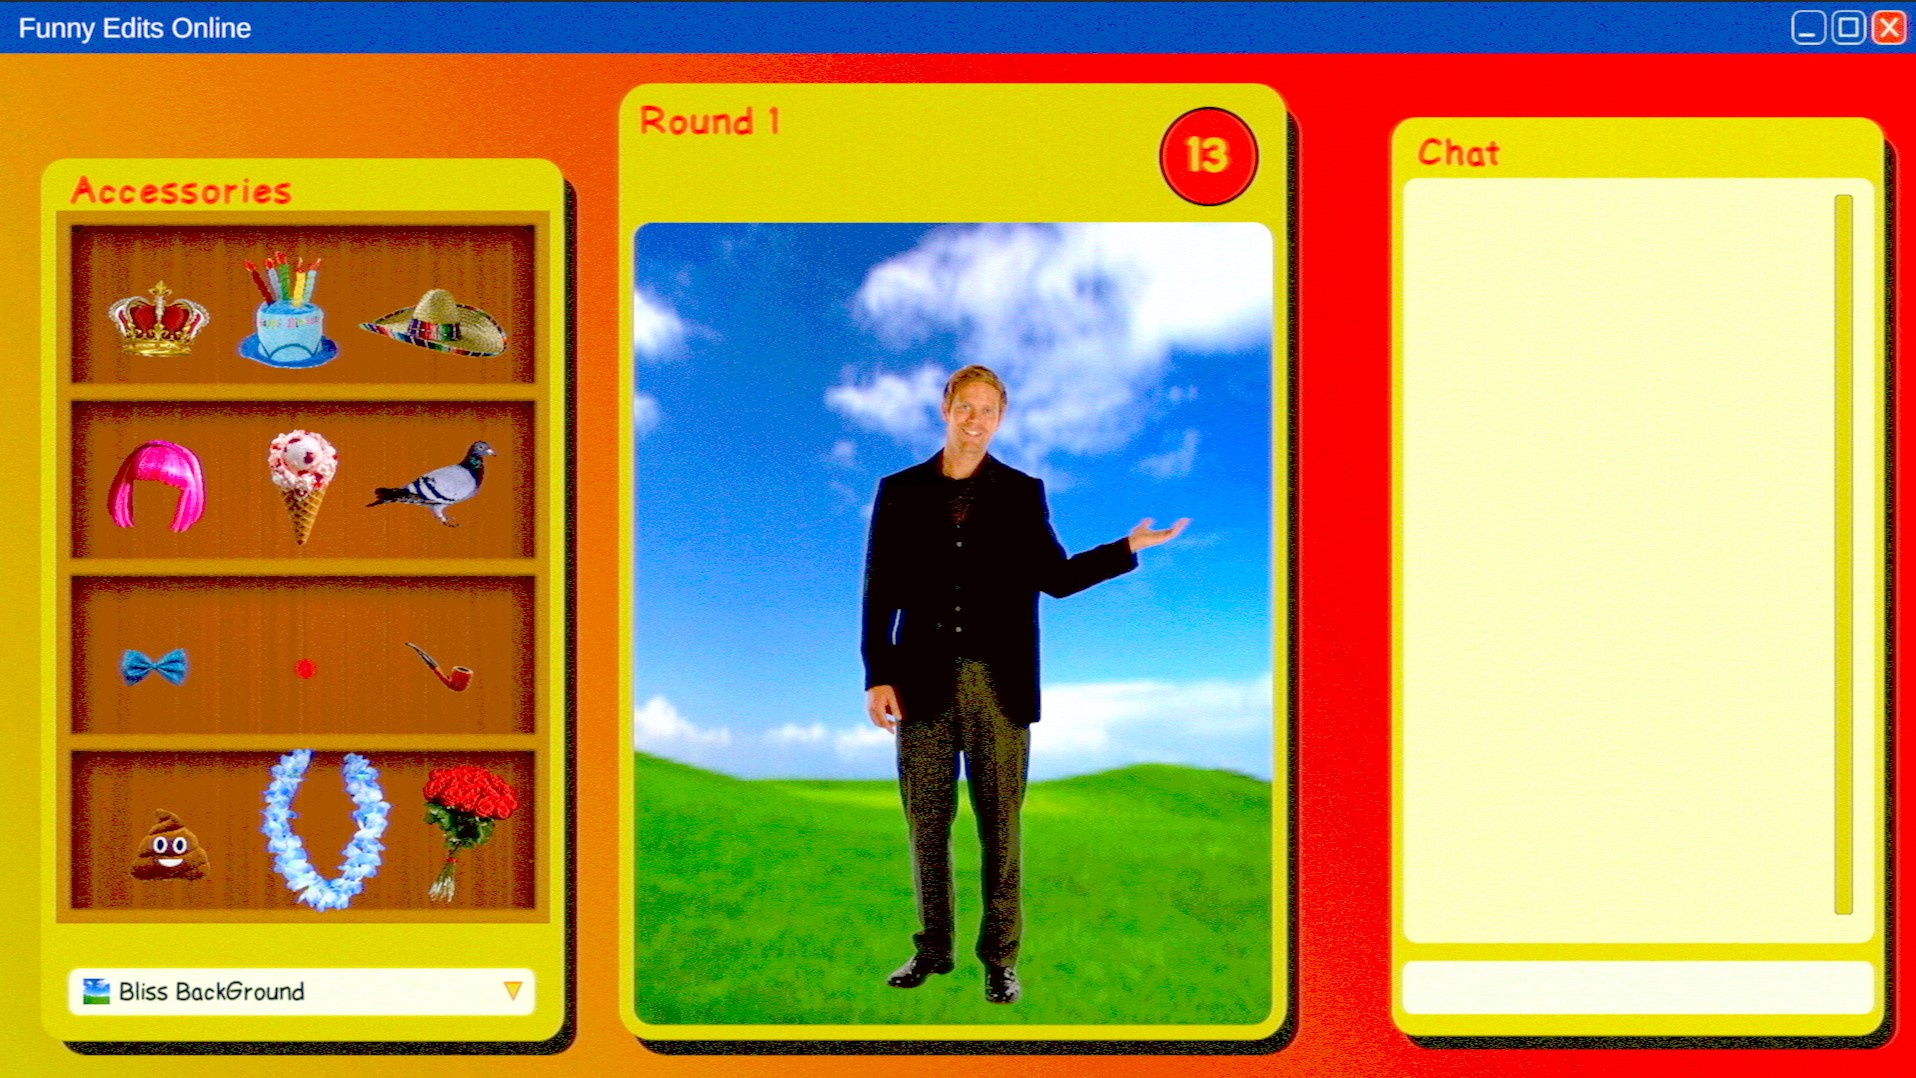 Funny Edits Online
Accessories
Bliss BackGround
Round 1
13
Chat